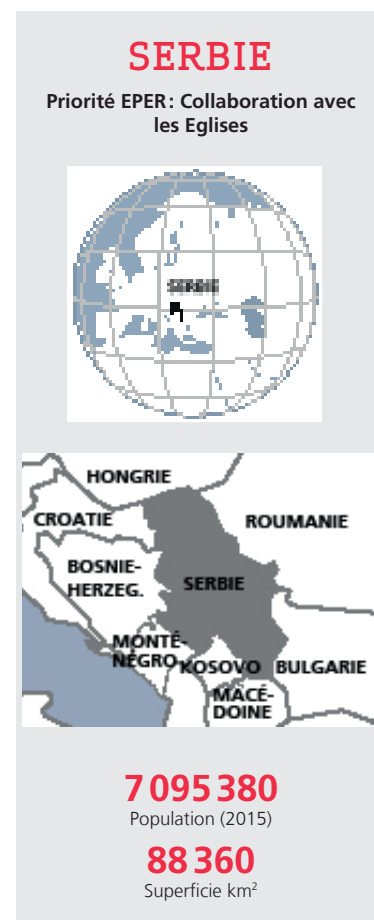 SERBIE
Priorité EPER : Collaboration avec
les Eglises
SERBIE
HONGRIE
CROATIE
ROUMANIE
BOSNIE-
HERZEG.
SERBIE
MONTÉ-
NÉGRO
KOSOVO
BULGARIE
MACÉ-
DOINE
7 095 380
Population (2015)
88 360
Superficie km²